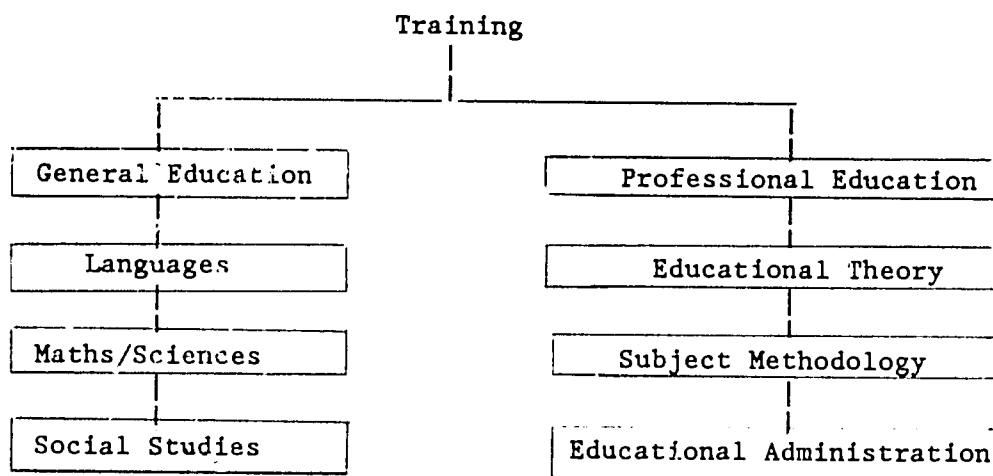 Training
General Education
Professional Education
Languages
Educational Theory
Maths/Sciences
Subject Methodology
Social Studies
Educational Administration